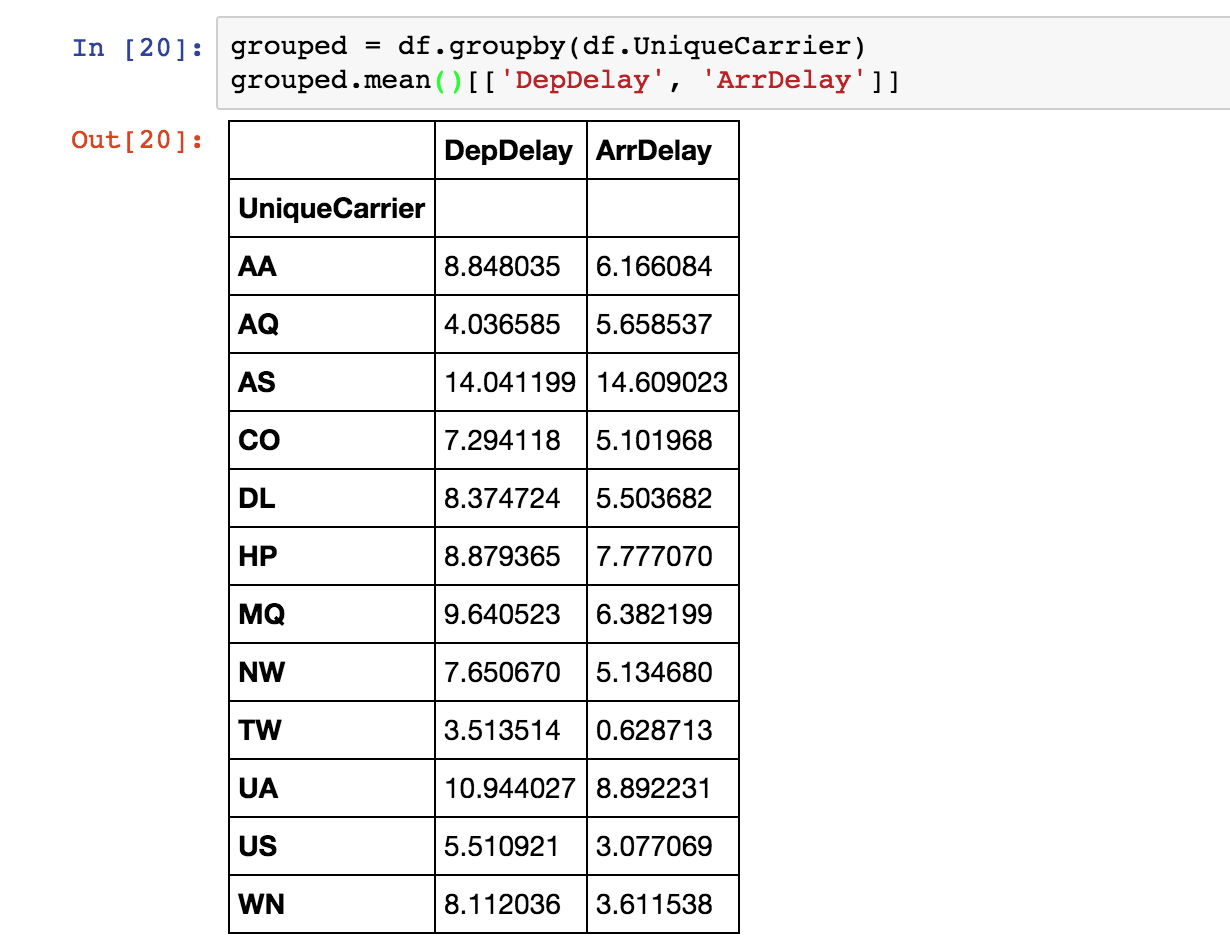 In [20]: grouped = df.groupby(df.UniqueCarrier)
grouped.mean()[['DepDelay', 'ArrDelay']]
Out[20]:
DepDelay ArrDelay
UniqueCarrier
AA 8.848035 6.166084
AQ 4.036585 5.658537
AS 14.041199 14.609023
CO 7.294118 5.101968
DL 8.374724 5.503682
HP 8.879365 7.777070
MQ 9.640523 6.382199
NW 7.650670 5.134680
TW 3.513514 0.628713
UA 10.944027 8.892231
US 5.510921 3.077069
WN 8.112036 3.611538